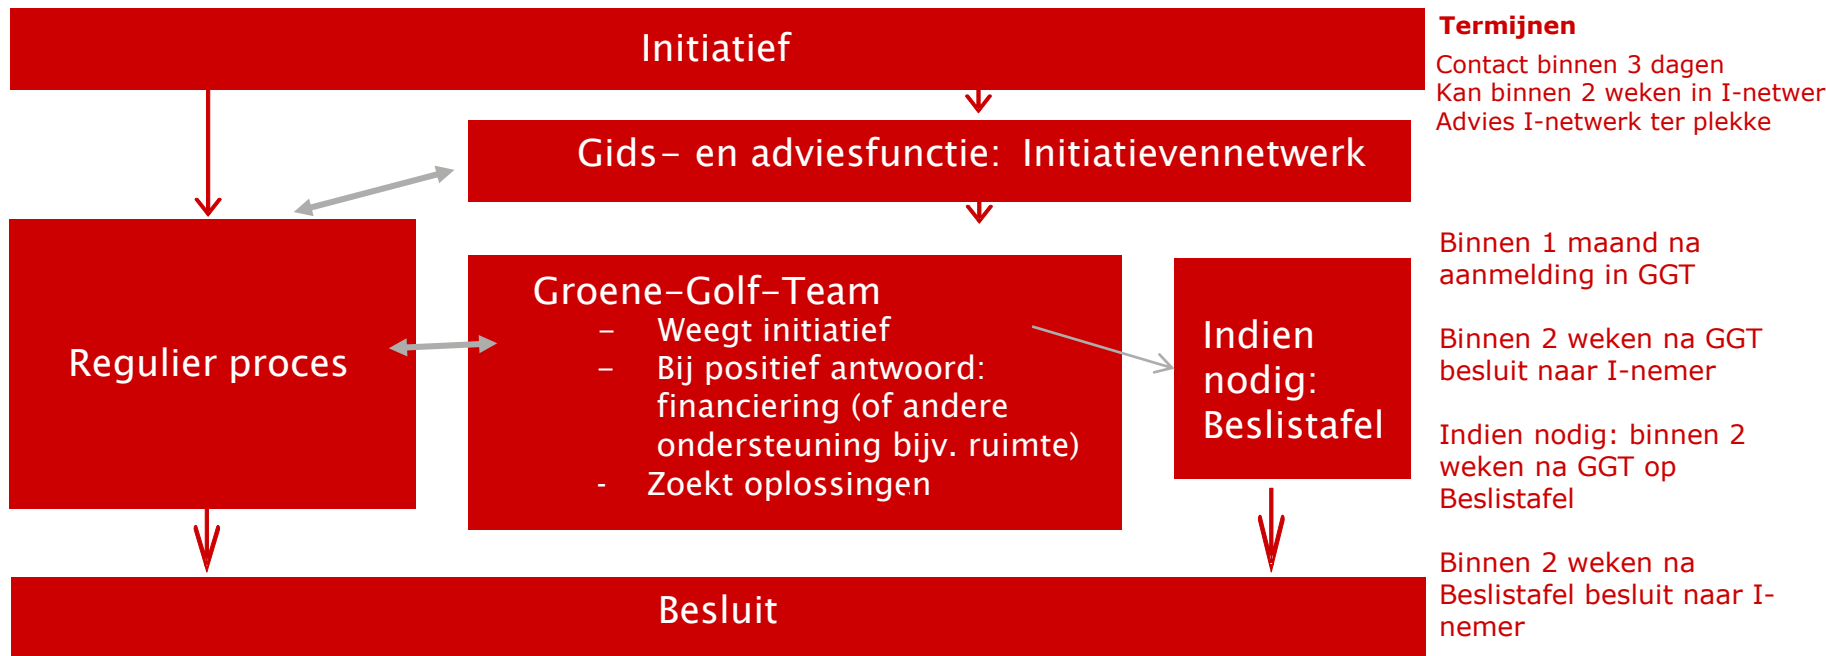 Initiatief
Termijnen
Contact binnen 3 dagen
Kan binnen 2 weken in I-netwer
Advies I-netwerk ter plekke
Gids- en adviesfunctie: Initiatievennetwerk
Regulier proces
Groene-Golf-Team
- Weegt initiatief
- Bij positief antwoord:
financiering (of andere
ondersteuning bijv. ruimte)
- Zoekt oplossingen
Indien
nodig:
Beslistafel
Binnen 1 maand na
aanmelding in GGT
Binnen 2 weken na GGT
besluit naar I-nemer
Indien nodig: binnen 2
weken na GGT op
Beslistafel
Binnen 2 weken na
Beslistafel besluit naar I-
nemer
Besluit